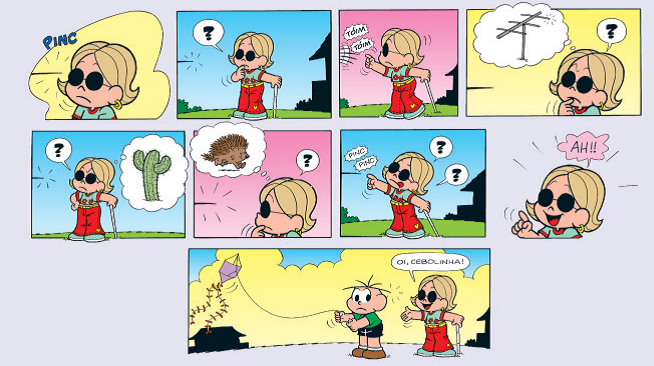 PINC
?
TÓIM
TÓIM
?
?
?
PINC
PINC
?
?
AH!!
OI, CEBOLINHA!